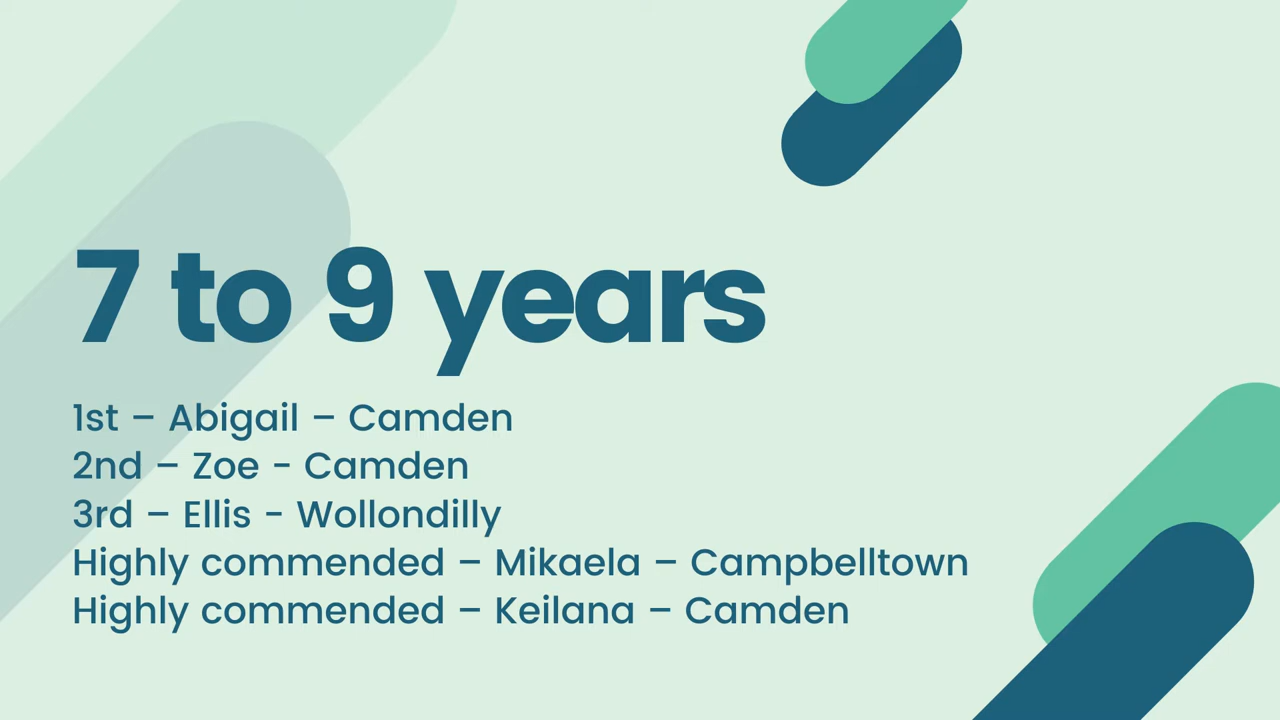 7 to 9 years
1st – Abigail – Camden
2nd – Zoe - Camden
3rd – Ellis - Wollondilly
Highly commended – Mikaela – Campbelltown
Highly commended – Keilana – Camden